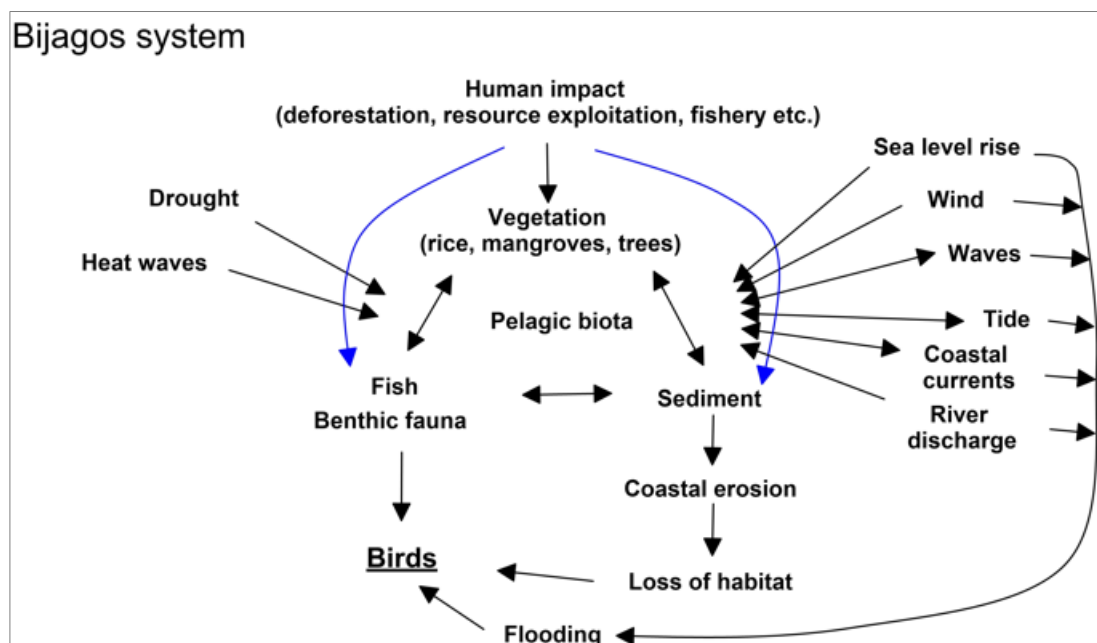 Bijagos system
Human impact
(deforestation, resource exploitation, fishery etc.)
Sea level rise
Drought
Wind
Vegetation
(rice, mangroves, trees)
Heat waves
Waves
Pelagic biota
Tide
Coastal
currents
Fish
Benthic fauna
Sediment
River
discharge
Coastal erosion
Birds
Loss of habitat
Flooding